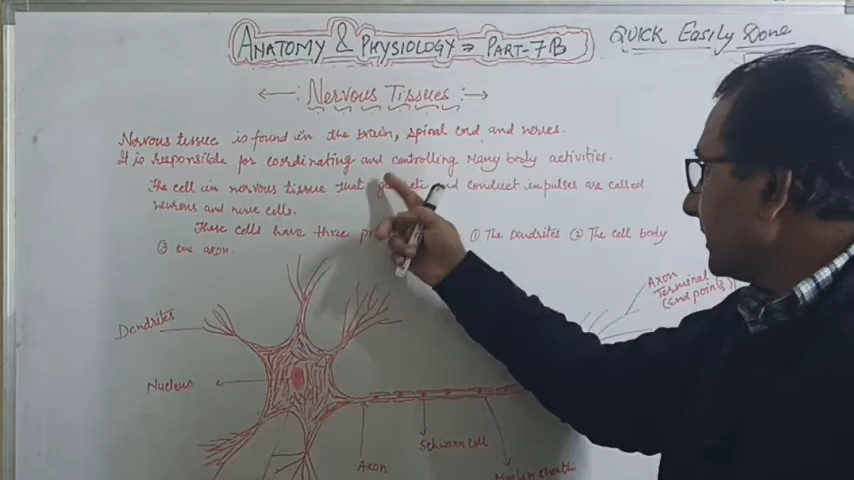 ANATOMY & PHYSIOLOGY ⇒ PART-7B
QUICK Easily Done
←: NERVOUS TISSUES :→
Nervous tissue is found in the brain, spinal cord, and nerves.
It is responsible for coordinating and controlling Many body activities.
The cell in nervous tissue that and conduct impulses are called
neurons and nerve cells.
These cells have three ① The Dendrites ② The cell body
③ one axon.
Axon
Terminal
(end points)
Dendrites
Nucleus
Schwann cell
Axon
Myelin sheath